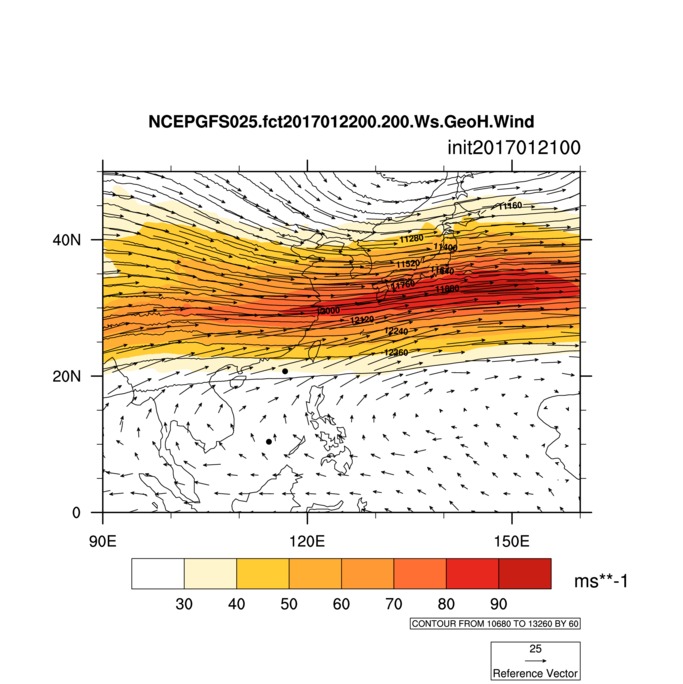 NCEPGFS025.fct2017012200.200.Ws.GeoH.Wind
init2017012100
11160
11280
11400
40N
11520
11640
11760
11880
12000
12120
12240
12360
20N
0
90E 120E 150E
ms**-1
30 40 50 60 70 80 90
CONTOUR FROM 10680 TO 13260 BY 60
25
Reference Vector